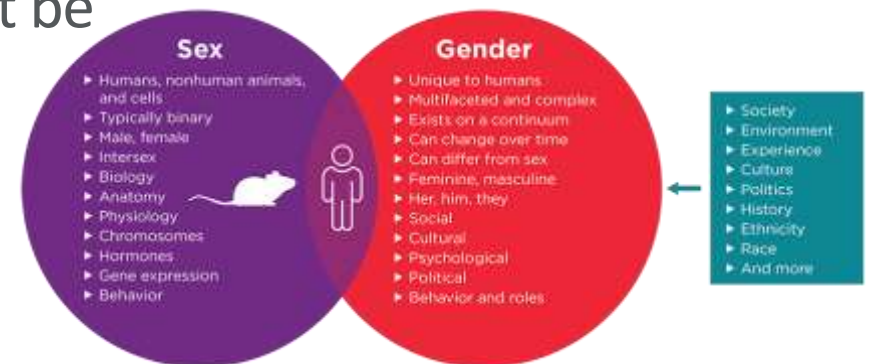 t be
Sex
▸ Humans, nonhuman animals,
and cells
▸ Typically binary
▸ Male, female
▸ Intersex
▸ Biology
▸ Anatomy
▸ Physiology
▸ Chromosomes
▸ Hormones
▸ Gene expression
▸ Behavior
Gender
▸ Unique to humans
▸ Multifaceted and complex
▸ Exists on a continuum
▸ Can change over time
▸ Can differ from sex
▸ Feminine, masculine
▸ Her, him, they
▸ Social
▸ Cultural
▸ Psychological
▸ Political
▸ Behavior and roles
▸ Society
▸ Environment
▸ Experience
▸ Culture
▸ Politics
▸ History
▸ Ethnicity
▸ Race
▸ And more